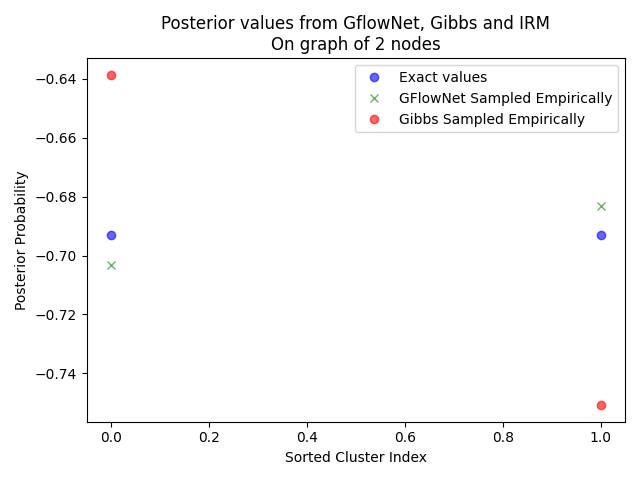 Posterior values from GflowNet, Gibbs and IRM
On graph of 2 nodes
Exact values
GFlowNet Sampled Empirically
Gibbs Sampled Empirically
Posterior Probability
−0.64
−0.66
−0.68
−0.70
−0.72
−0.74
0.0 0.2 0.4 0.6 0.8 1.0
Sorted Cluster Index